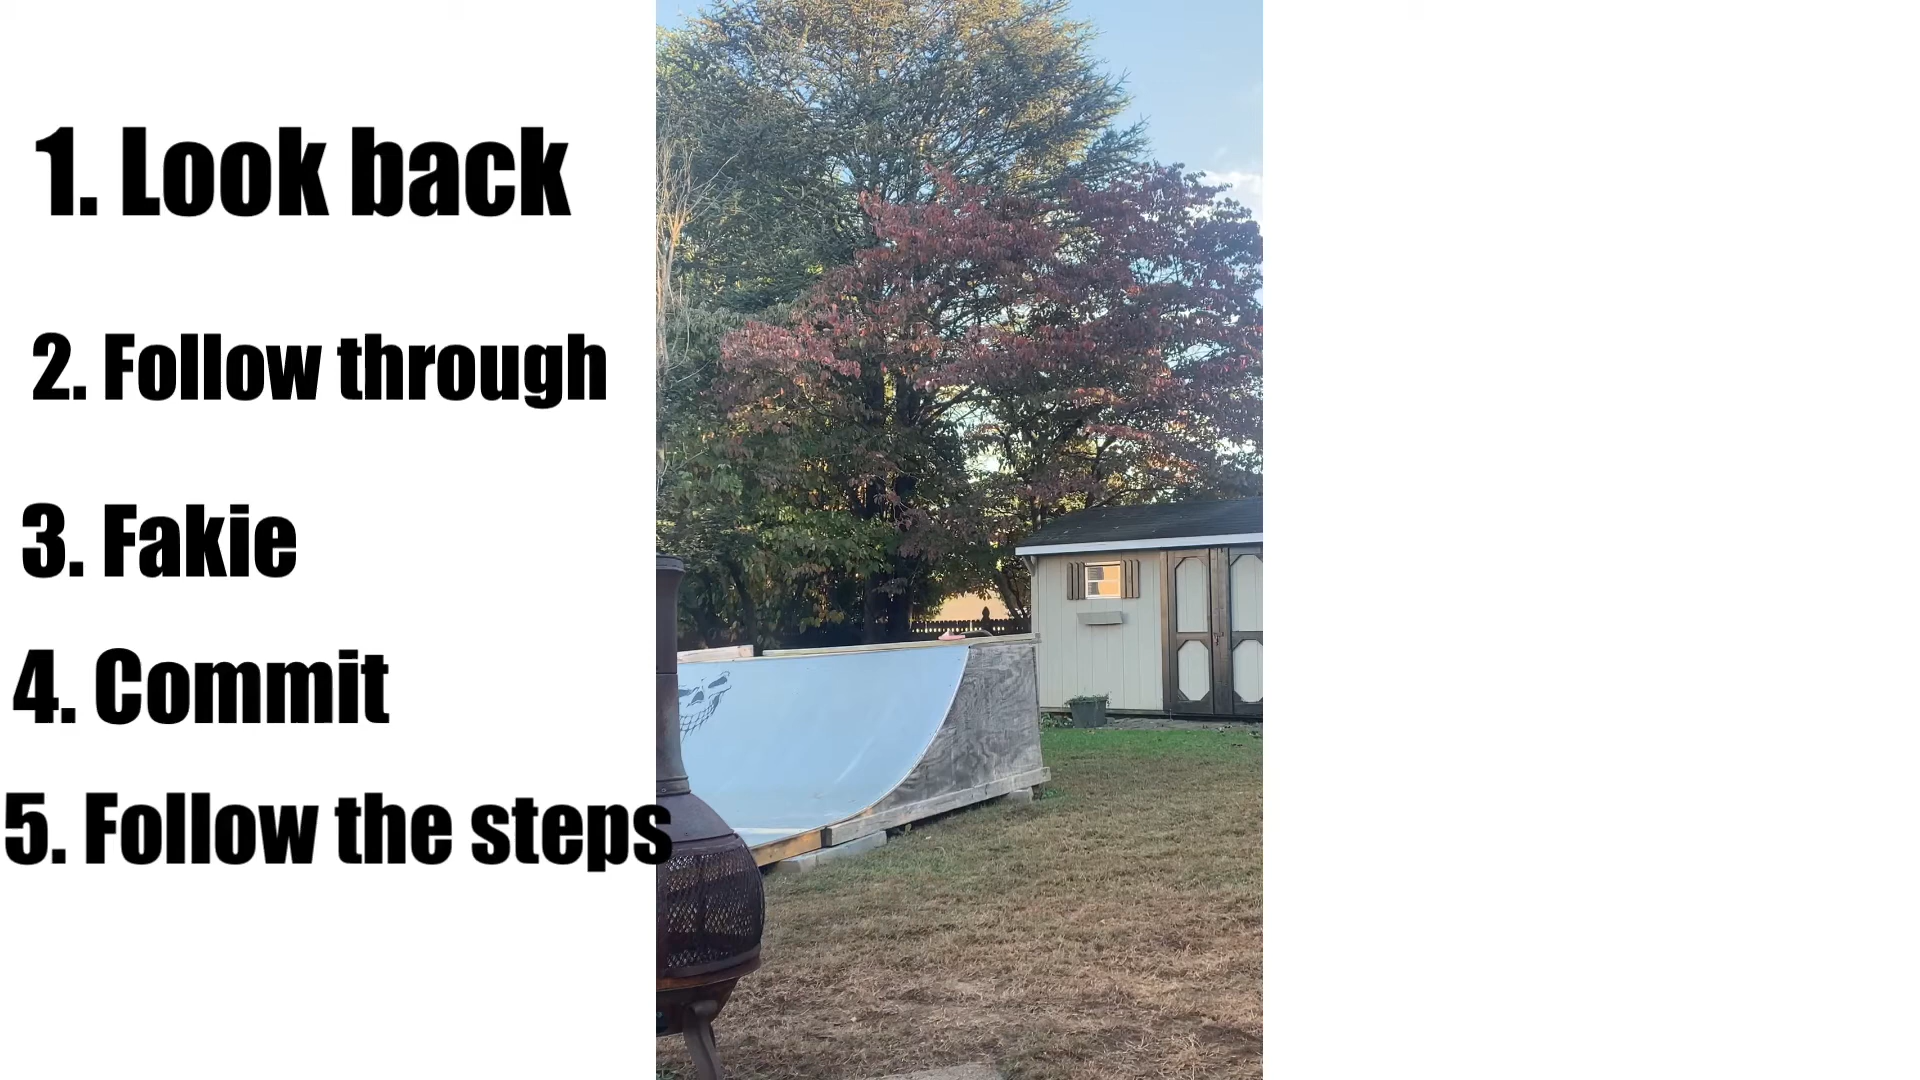 1. Look back
2. Follow through
3. Fakie
4. Commit
5. Follow the steps